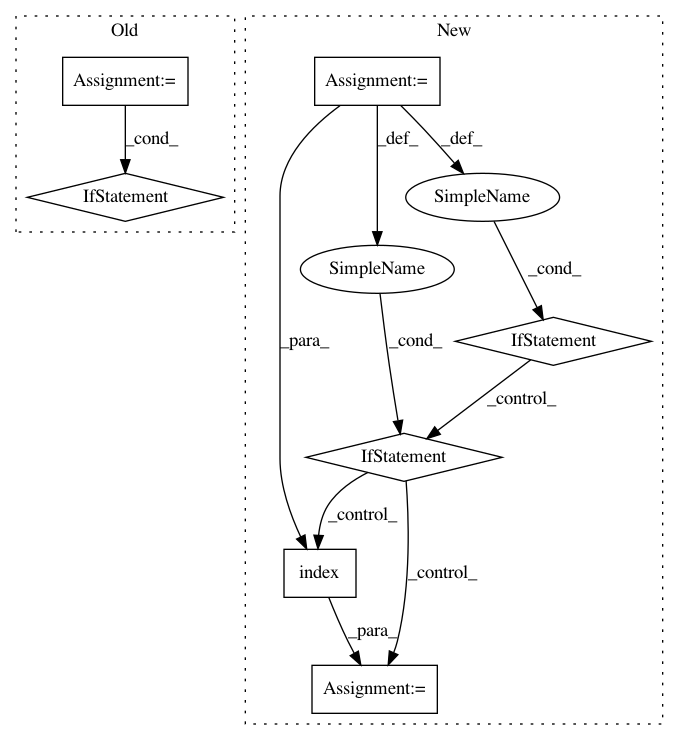 Old
New
Assignment:=
Assignment:=
_cond_
_def_
_def_
IfStatement
SimpleName
SimpleName
_cond_
_para_
_cond_
IfStatement
_control_
IfStatement
_control_
_control_
index
_para_
Assignment:=